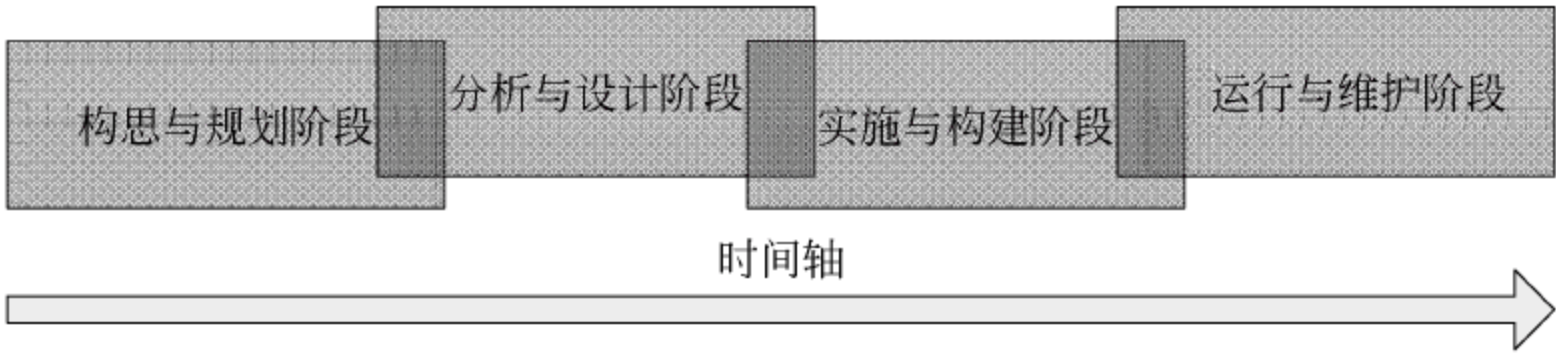 构思与规划阶段
分析与设计阶段
实施与构建阶段
运行与维护阶段
时间轴